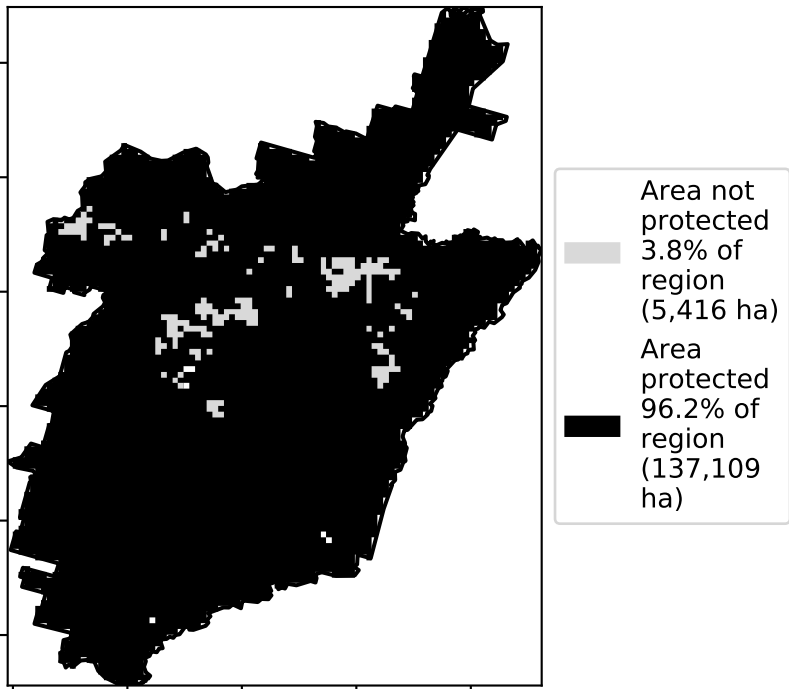 Area not
protected
3.8% of
region
(5,416 ha)
Area
protected
96.2% of
region
(137,109
ha)